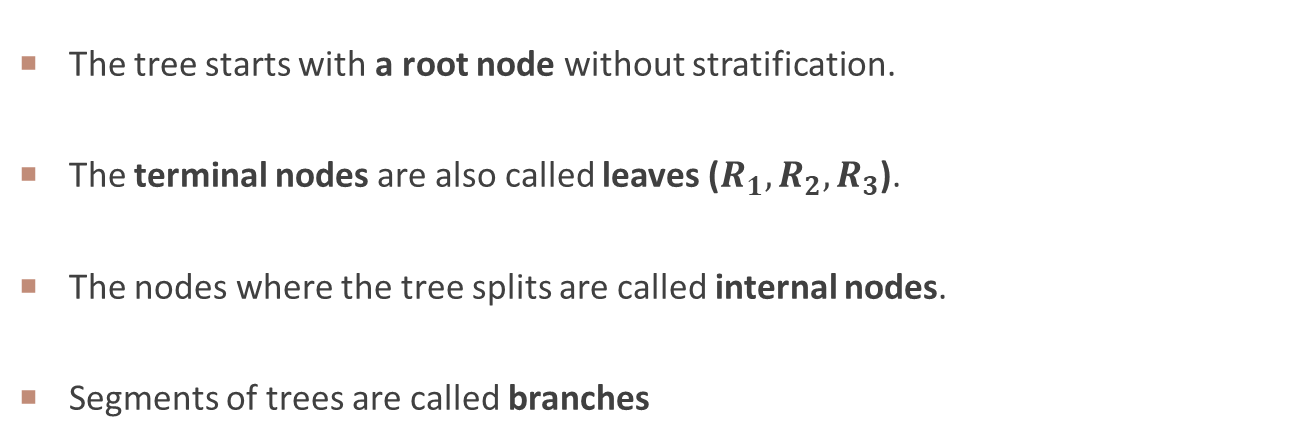 ▪ The tree starts with a root node without stratification.
▪ The terminal nodes are also called leaves (R₁, R₂, R₃).
▪ The nodes where the tree splits are called internal nodes.
▪ Segments of trees are called branches